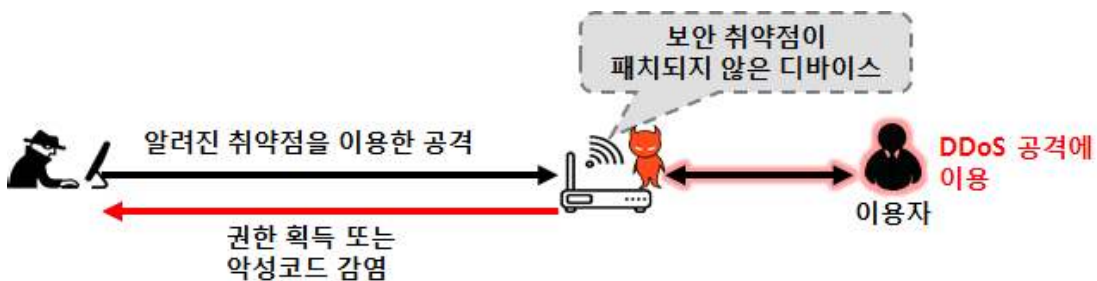 보안 취약점이
패치되지 않은 디바이스
알려진 취약점을 이용한 공격
DDoS 공격에
이용
이용자
권한 획득 또는
악성코드 감염